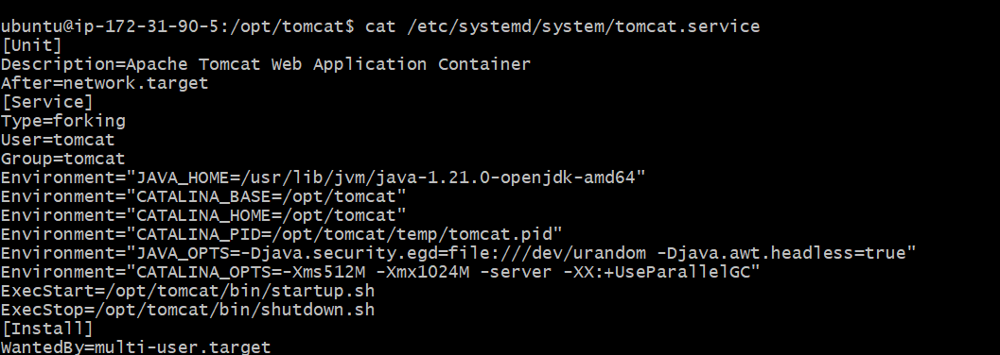 ubuntu@ip-172-31-90-5:/opt/tomcat$ cat /etc/systemd/system/tomcat.service
[Unit]
Description=Apache Tomcat Web Application Container
After=network.target
[Service]
Type=forking
User=tomcat
Group=tomcat
Environment="JAVA_HOME=/usr/lib/jvm/java-1.21.0-openjdk-amd64"
Environment="CATALINA_BASE=/opt/tomcat"
Environment="CATALINA_HOME=/opt/tomcat"
Environment="CATALINA_PID=/opt/tomcat/temp/tomcat.pid"
Environment="JAVA_OPTS=-Djava.security.egd=file:///dev/urandom -Djava.awt.headless=true"
Environment="CATALINA_OPTS=-Xms512M -Xmx1024M -server -XX:+UseParallelGC"
ExecStart=/opt/tomcat/bin/startup.sh
ExecStop=/opt/tomcat/bin/shutdown.sh
[Install]
WantedBy=multi-user.target